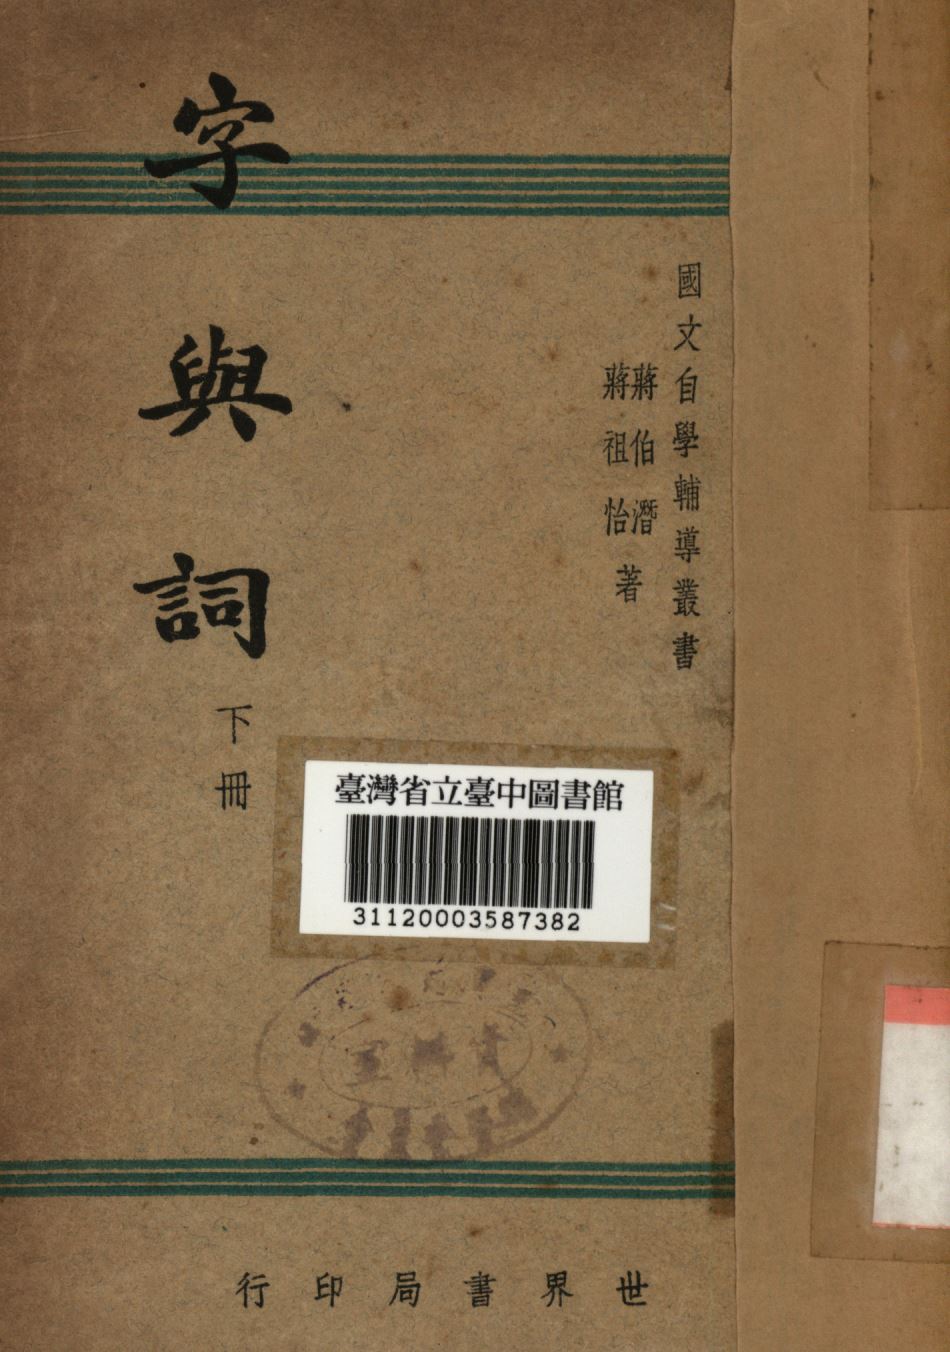 國文自學輔導叢書
蔣伯潛
蔣祖怡
著
字與詞
下冊
臺灣省立臺中圖書館
31120003587382
世界書局印行